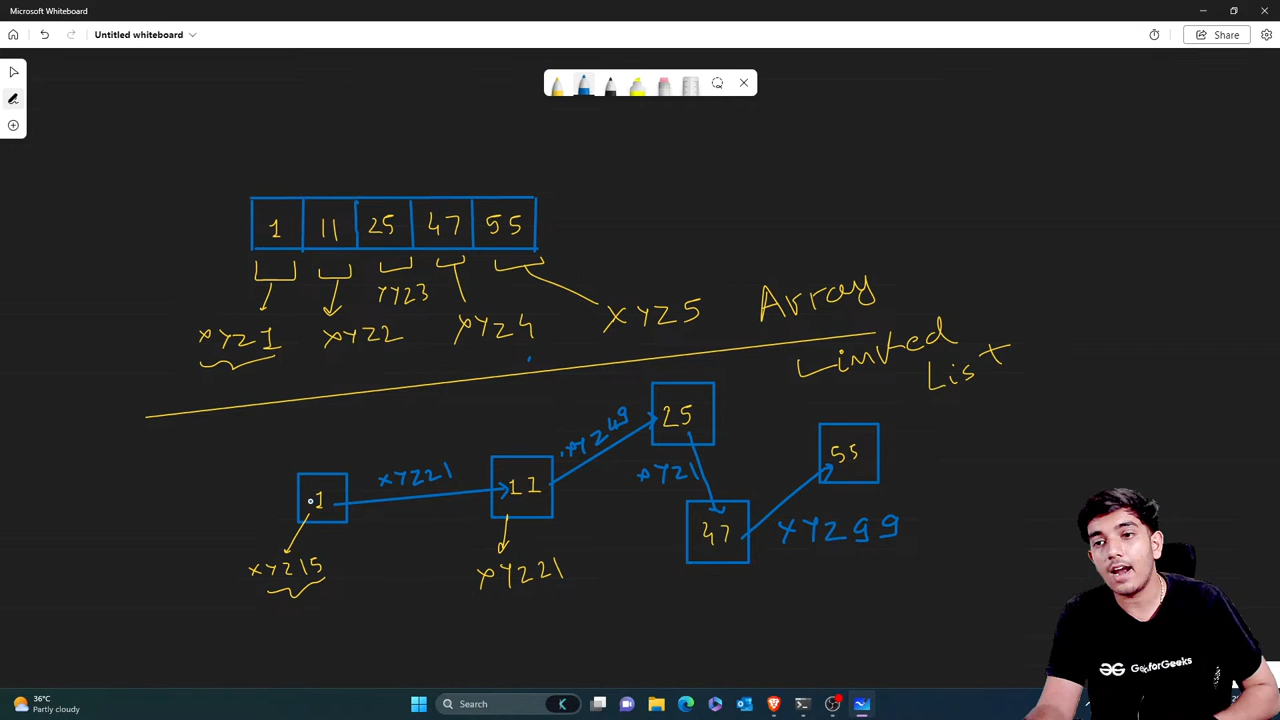 Microsoft Whiteboard
Untitled whiteboard
Share
1 11 25 47 55
XYZ1 XYZ2 XYZ3 XYZ4 XYZ5
Array
Linked
List
1 XYZ21 11 XYZ49 25 XYZ1 47 XYZ99 55
XYZ15 XYZ21
GeeksforGeeks
36°C
Partly cloudy
Search